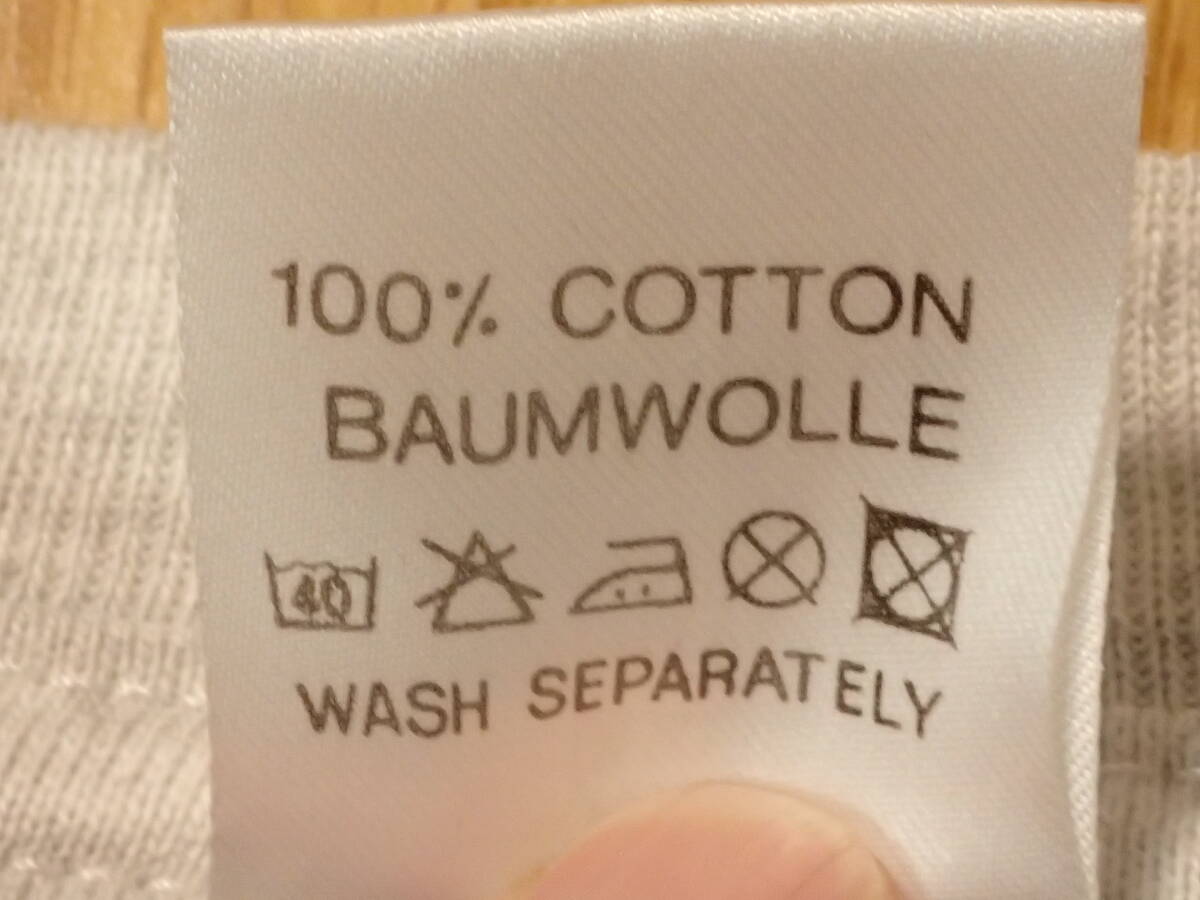 100% COTTON
BAUMWOLLE
40
WASH SEPARATELY